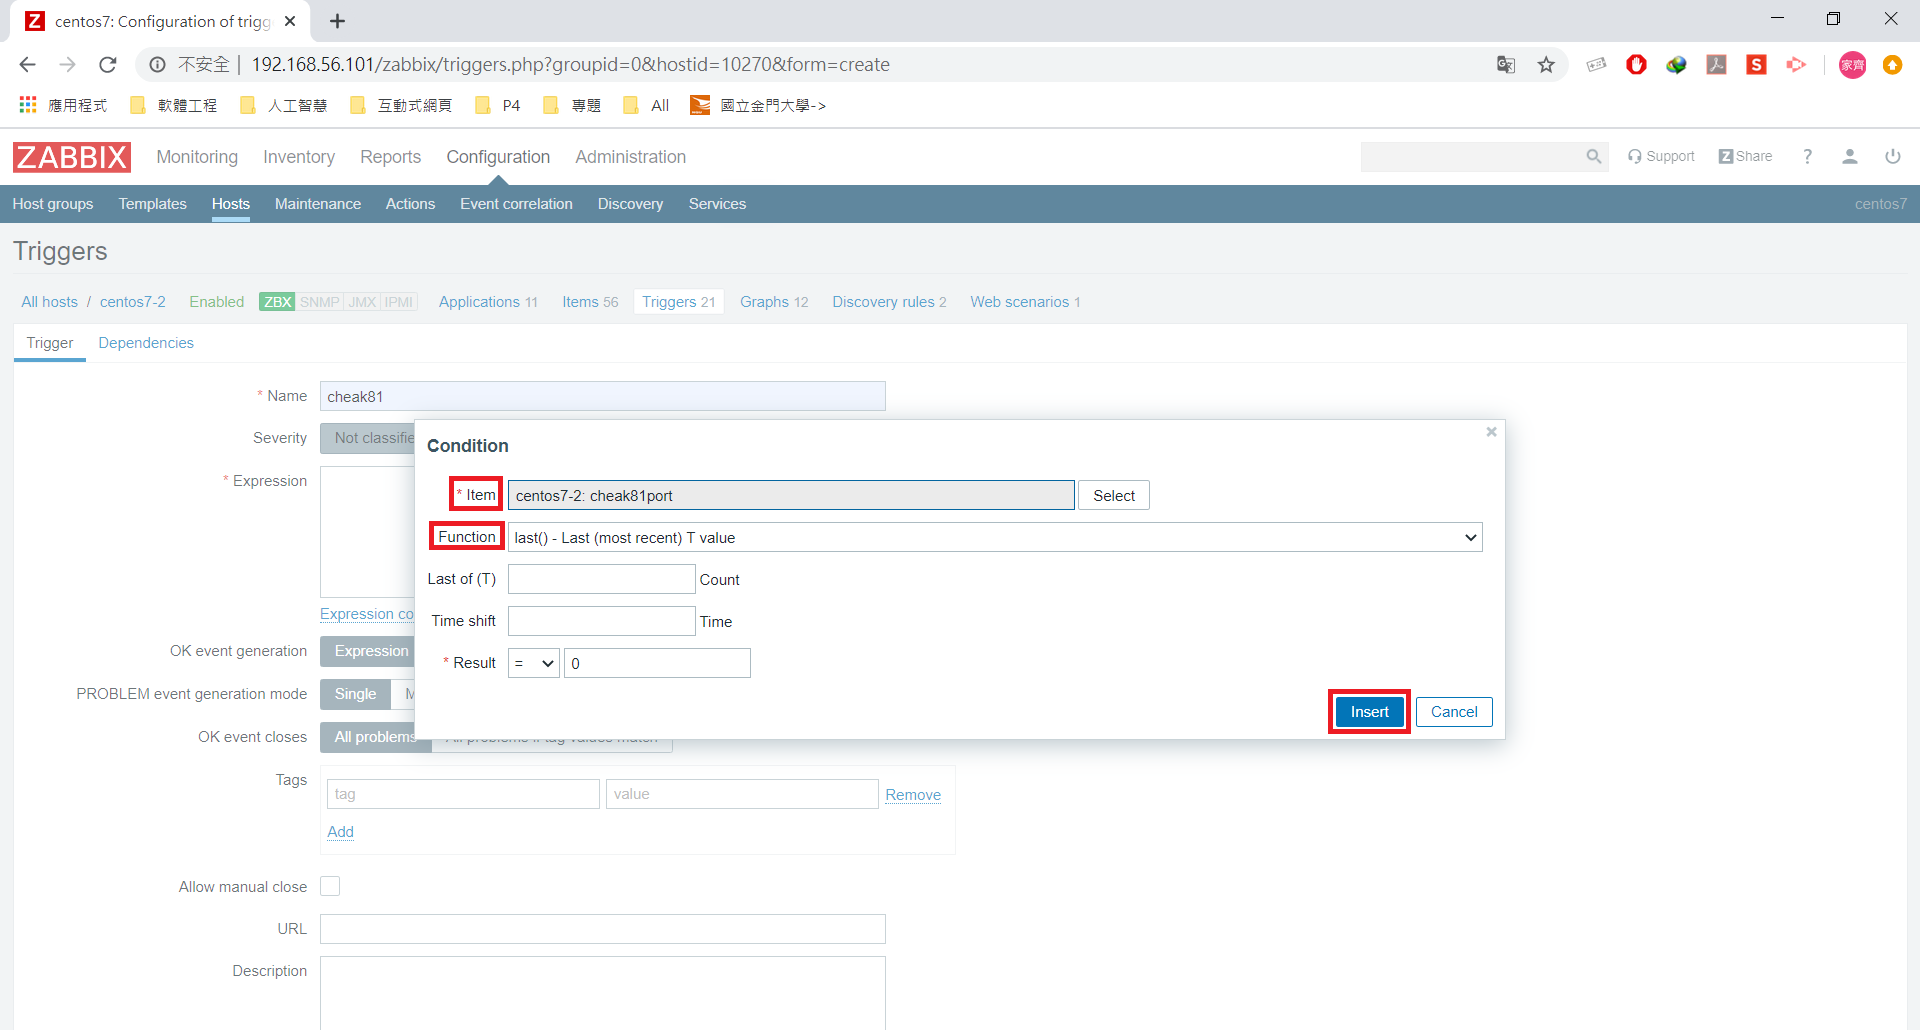 centos7: Configuration of trigg
不安全 | 192.168.56.101/zabbix/triggers.php?groupid=0&hostid=10270&form=create
家齊
應用程式 軟體工程 人工智慧 互動式網頁 P4 專題 All 國立金門大學->
ZABBIX Monitoring Inventory Reports Configuration Administration Support Z Share ?
Host groups Templates Hosts Maintenance Actions Event correlation Discovery Services centos7
Triggers
All hosts / centos7-2 Enabled ZBX SNMP JMX IPMI Applications 11 Items 56 Triggers 21 Graphs 12 Discovery rules 2 Web scenarios 1
Trigger Dependencies
* Name cheak81
Severity Not classifie
* Expression
Expression co
OK event generation Expression
PROBLEM event generation mode Single M
OK event closes All problems All problems if tag values match
Tags tag value Remove
Add
Allow manual close
URL
Description
Condition
* Item centos7-2: cheak81port Select
Function last() - Last (most recent) T value
Last of (T) Count
Time shift Time
* Result = 0
Insert Cancel